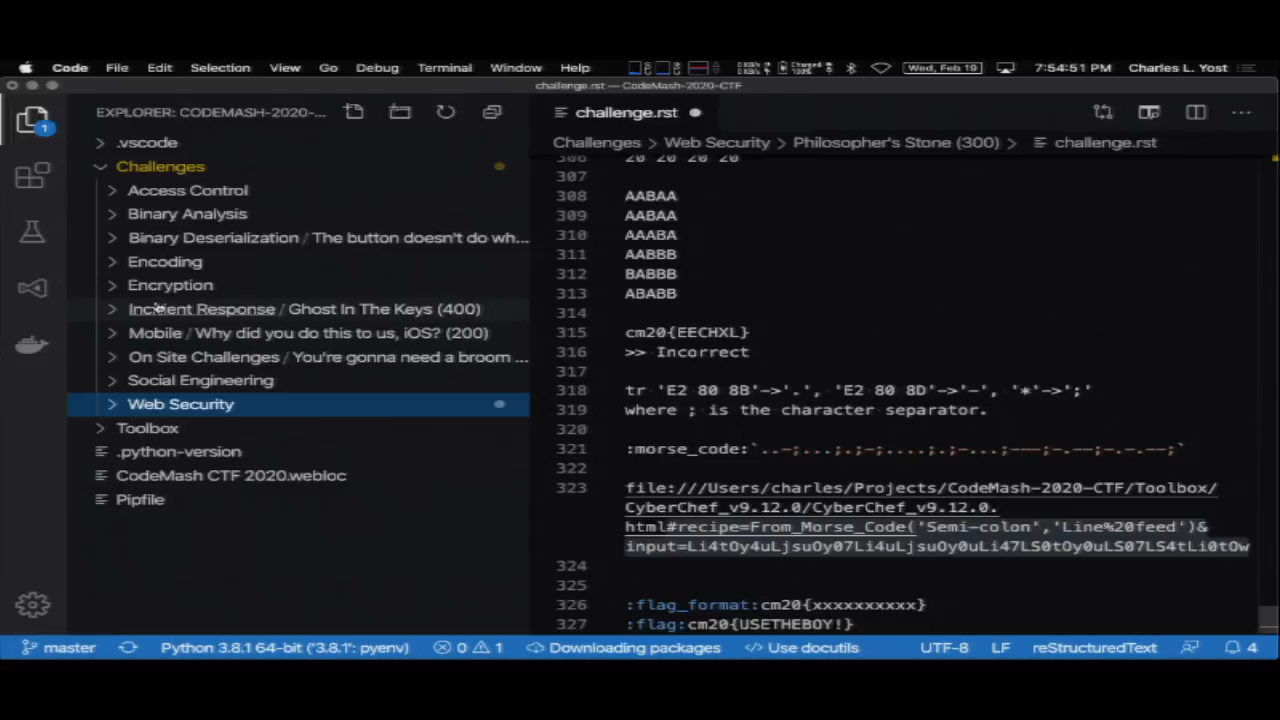 Code File Edit Selection View Go Debug Terminal Window Help Wed, Feb 19 7:54:51 PM Charles L. Yost
challenge.rst — CodeMash-2020-CTF
EXPLORER: CODEMASH-2020-...
.vscode
Challenges
Access Control
Binary Analysis
Binary Deserialization / The button doesn't do wh...
Encoding
Encryption
Incident Response / Ghost In The Keys (400)
Mobile / Why did you do this to us, iOS? (200)
On Site Challenges / You're gonna need a broom ...
Social Engineering
Web Security
Toolbox
.python-version
CodeMash CTF 2020.webloc
Pipfile
1
challenge.rst
Challenges > Web Security > Philosopher's Stone (300) > challenge.rst
306 20 20 20 20
307
308 AABAA
309 AABAA
310 AAABA
311 AABBB
312 BABBB
313 ABABB
314
315 cm20{EECHXL}
316 >> Incorrect
317
318 tr 'E2 80 8B'->'.', 'E2 80 8D'->'-', '*'->';'
319 where ; is the character separator.
320
321 :morse_code:`..-;...;.;-;....;.;-...;---;-.--;-.-.--;`
322
323 file:///Users/charles/Projects/CodeMash-2020-CTF/Toolbox/
CyberChef_v9.12.0/CyberChef_v9.12.0.
html#recipe=From_Morse_Code('Semi-colon','Line%20feed')&
input=Li4tOy4uLjsuOy07Li4uLjsuOy0uLi47LS0tOy0uLS07LS4tLi0tOw
324
325
326 :flag_format:cm20{xxxxxxxxxx}
327 :flag:cm20{USETHEBOY!}
master Python 3.8.1 64-bit ('3.8.1': pyenv) 0 1 Downloading packages Use docutils UTF-8 LF reStructuredText 4